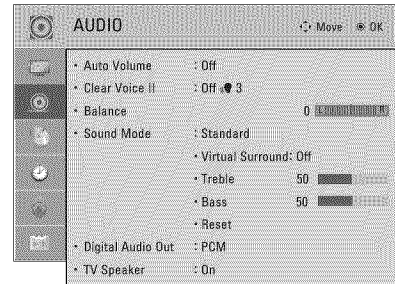 AUDIO
Move OK
• Auto Volume : Off
• Clear Voice II : Off 3
• Balance 0 L R
• Sound Mode : Standard
• Virtual Surround: Off
• Treble 50
• Bass 50
• Reset
• Digital Audio Out : PCM
• TV Speaker : On